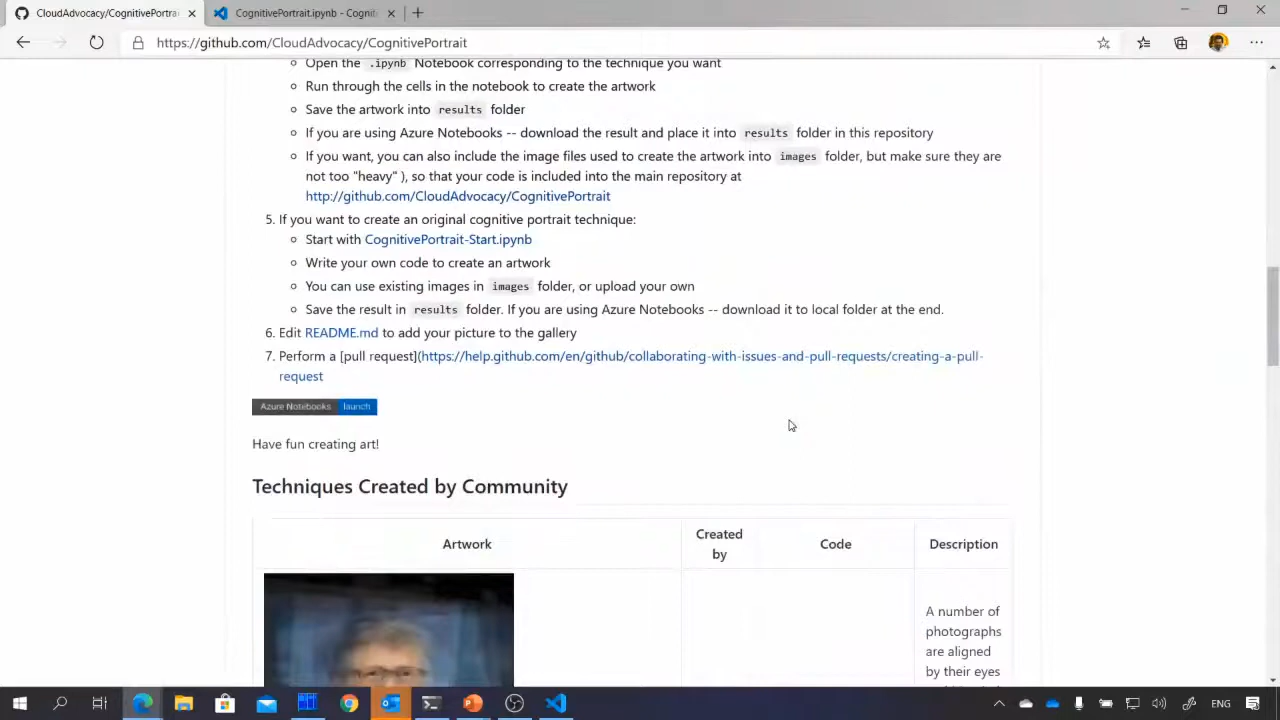 CloudAdvocacy/CognitivePortrait
CognitivePortrait.ipynb - Cogni
https://github.com/CloudAdvocacy/CognitivePortrait
Open the .ipynb Notebook corresponding to the technique you want
Run through the cells in the notebook to create the artwork
Save the artwork into results folder
If you are using Azure Notebooks -- download the result and place it into results folder in this repository
If you want, you can also include the image files used to create the artwork into images folder, but make sure they are
not too "heavy" ), so that your code is included into the main repository at
http://github.com/CloudAdvocacy/CognitivePortrait
5. If you want to create an original cognitive portrait technique:
Start with CognitivePortrait-Start.ipynb
Write your own code to create an artwork
You can use existing images in images folder, or upload your own
Save the result in results folder. If you are using Azure Notebooks -- download it to local folder at the end.
6. Edit README.md to add your picture to the gallery
7. Perform a [pull request](https://help.github.com/en/github/collaborating-with-issues-and-pull-requests/creating-a-pull-
request
Azure Notebooks launch
Have fun creating art!
Techniques Created by Community
Artwork
Created
by
Code
Description
A number of
photographs
are aligned
by their eyes
ENG